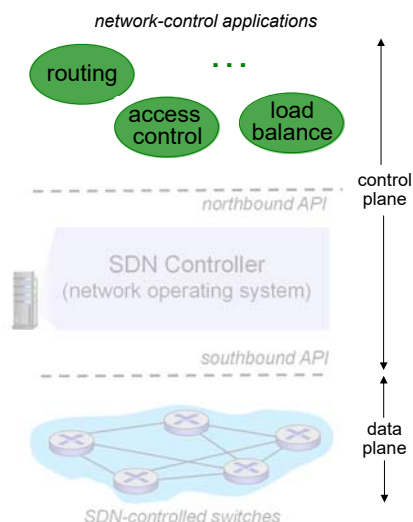 network-control applications
routing
...
access
control
load
balance
control
plane
northbound API
SDN Controller
(network operating system)
southbound API
data
plane
SDN-controlled switches